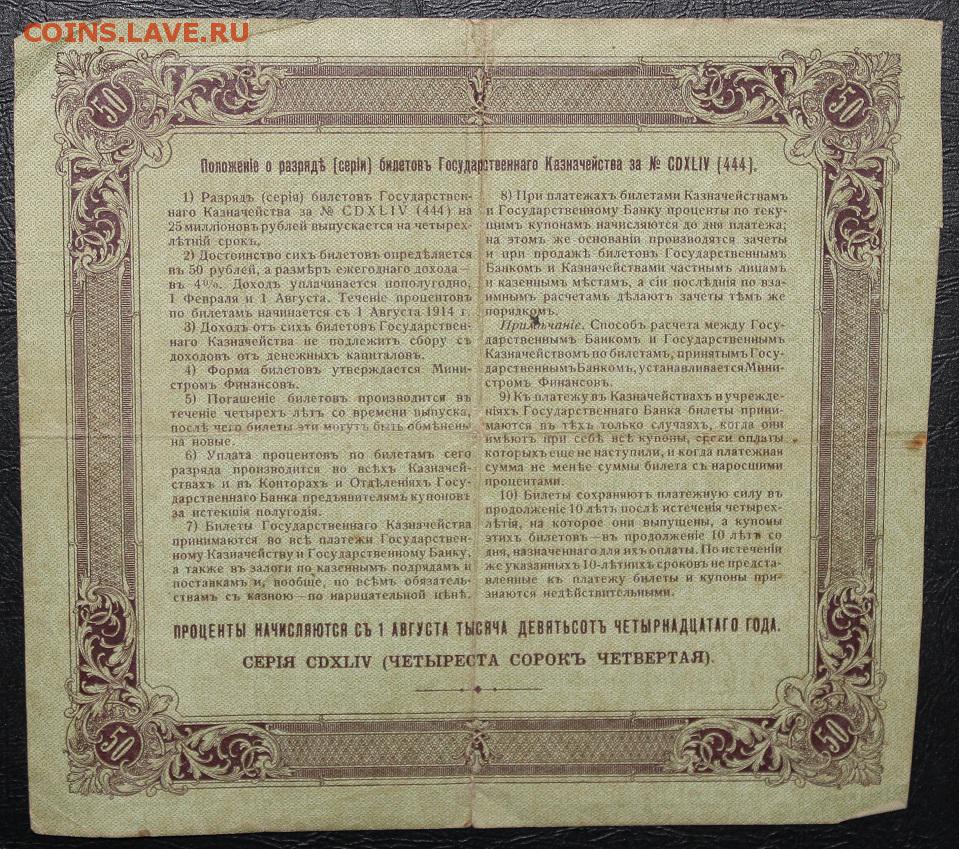 COINS.LAVE.RU
50
50
Положеніе о разрядѣ (серіи) билетовъ Государственнаго Казначейства за № CDXLIV (444).
1) Разрядъ (серія) билетовъ Государствен-
наго Казначейства за № CDXLIV (444) на
25 милліоновъ рублей выпускается на четырех-
лѣтній срокъ.
2) Достоинство сихъ билетовъ опредѣляется
въ 50 рублей, а размѣръ ежегоднаго дохода—
въ 4%. Доходъ уплачивается пополугодно,
1 Февраля и 1 Августа. Теченіе процентовъ
по билетамъ начинается съ 1 Августа 1914 г.
3) Доходъ отъ сихъ билетовъ Государствен-
наго Казначейства не подлежитъ сбору съ
доходовъ отъ денежныхъ капиталовъ.
4) Форма билетовъ утверждается Мини-
стромъ Финансовъ.
5) Погашеніе билетовъ производится въ
теченіе четырехъ лѣтъ со времени выпуска,
послѣ чего билеты эти могутъ быть обмѣнены
на новые.
6) Уплата процентовъ по билетамъ сего
разряда производится во всѣхъ Казначей-
ствахъ и въ Конторахъ и Отдѣленіяхъ Госу-
дарственнаго Банка предъявителямъ купоновъ
за истекшія полугодія.
7) Билеты Государственнаго Казначейства
принимаются во всѣ платежи Государствен-
ному Казначейству и Государственному Банку,
а также въ залоги по казеннымъ подрядамъ и
поставкамъ и, вообще, по всѣмъ обязатель-
ствамъ съ казною—по нарицательной цѣнѣ.
8) При платежахъ билетами Казначействамъ
и Государственному Банку проценты по теку-
щимъ купонамъ начисляются до дня платежа;
на этомъ же основаніи производятся зачеты
и при продажѣ билетовъ Государственнымъ
Банкомъ и Казначействами частнымъ лицамъ
и казеннымъ мѣстамъ, а сіи послѣднія по вза-
имнымъ расчетамъ дѣлаютъ зачеты тѣмъ же
порядкомъ.
Примѣчаніе. Способъ расчета между Госу-
дарственнымъ Банкомъ и Государственнымъ
Казначействомъ по билетамъ, принятымъ Госу-
дарственнымъ Банкомъ, устанавливается Мини-
стромъ Финансовъ.
9) Къ платежу въ Казначействахъ и учрежде-
ніяхъ Государственнаго Банка билеты прини-
маются въ тѣхъ только случаяхъ, когда они
имѣютъ при себѣ всѣ купоны, сроки оплаты
которыхъ еще не наступили, и когда платежная
сумма не менѣе суммы билета съ наросшими
процентами.
10) Билеты сохраняютъ платежную силу въ
продолженіе 10 лѣтъ послѣ истеченія четырех-
лѣтія, на которое они выпущены, а купоны
этихъ билетовъ—въ продолженіе 10 лѣтъ со
дня, назначеннаго для ихъ оплаты. По истеченіи
же указанныхъ 10-лѣтнихъ сроковъ не предста-
вленные къ платежу билеты и купоны при-
знаются недѣйствительными.
ПРОЦЕНТЫ НАЧИСЛЯЮТСЯ СЪ 1 АВГУСТА ТЫСЯЧА ДЕВЯТЬСОТЪ ЧЕТЫРНАДЦАТАГО ГОДА.
СЕРІЯ CDXLIV (ЧЕТЫРЕСТА СОРОКЪ ЧЕТВЕРТАЯ).
50
50